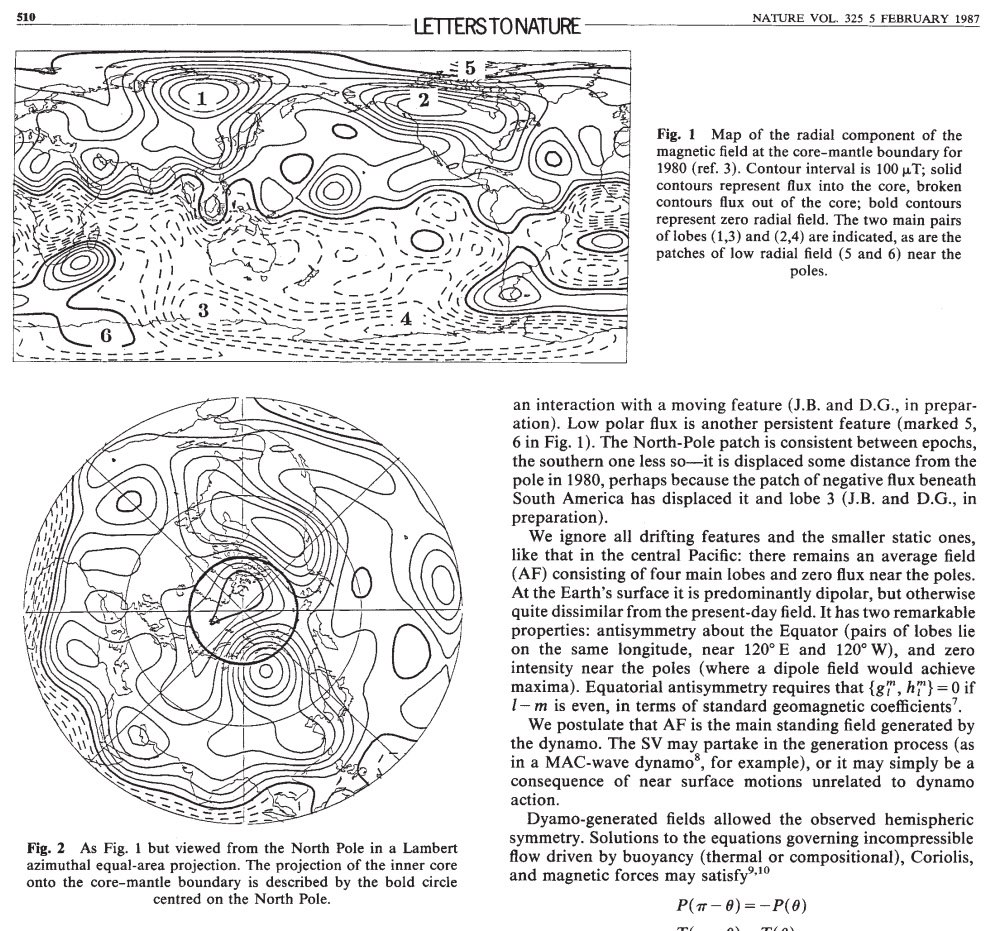 510
LETTERS TO NATURE
NATURE VOL. 325 5 FEBRUARY 1987
5
1
2
3
4
6
Fig. 1 Map of the radial component of the
magnetic field at the core–mantle boundary for
1980 (ref. 3). Contour interval is 100 μT; solid
contours represent flux into the core, broken
contours flux out of the core; bold contours
represent zero radial field. The two main pairs
of lobes (1,3) and (2,4) are indicated, as are the
patches of low radial field (5 and 6) near the
poles.
Fig. 2 As Fig. 1 but viewed from the North Pole in a Lambert
azimuthal equal-area projection. The projection of the inner core
onto the core–mantle boundary is described by the bold circle
centred on the North Pole.
an interaction with a moving feature (J.B. and D.G., in prepar-
ation). Low polar flux is another persistent feature (marked 5,
6 in Fig. 1). The North-Pole patch is consistent between epochs,
the southern one less so—it is displaced some distance from the
pole in 1980, perhaps because the patch of negative flux beneath
South America has displaced it and lobe 3 (J.B. and D.G., in
preparation).
We ignore all drifting features and the smaller static ones,
like that in the central Pacific: there remains an average field
(AF) consisting of four main lobes and zero flux near the poles.
At the Earth's surface it is predominantly dipolar, but otherwise
quite dissimilar from the present-day field. It has two remarkable
properties: antisymmetry about the Equator (pairs of lobes lie
on the same longitude, near 120° E and 120° W), and zero
intensity near the poles (where a dipole field would achieve
maxima). Equatorial antisymmetry requires that {gₗᵐ, hₗᵐ} = 0 if
l − m is even, in terms of standard geomagnetic coefficients⁷.
We postulate that AF is the main standing field generated by
the dynamo. The SV may partake in the generation process (as
in a MAC-wave dynamo⁸, for example), or it may simply be a
consequence of near surface motions unrelated to dynamo
action.
Dyamo-generated fields allowed the observed hemispheric
symmetry. Solutions to the equations governing incompressible
flow driven by buoyancy (thermal or compositional), Coriolis,
and magnetic forces may satisfy⁹,¹⁰
P(π − θ) = −P(θ)